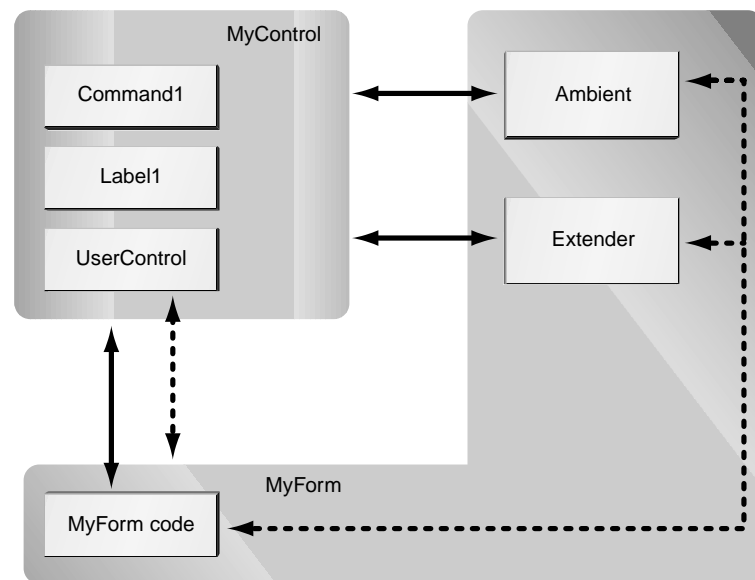 MyControl
Command1
Label1
UserControl
Ambient
Extender
MyForm
MyForm code